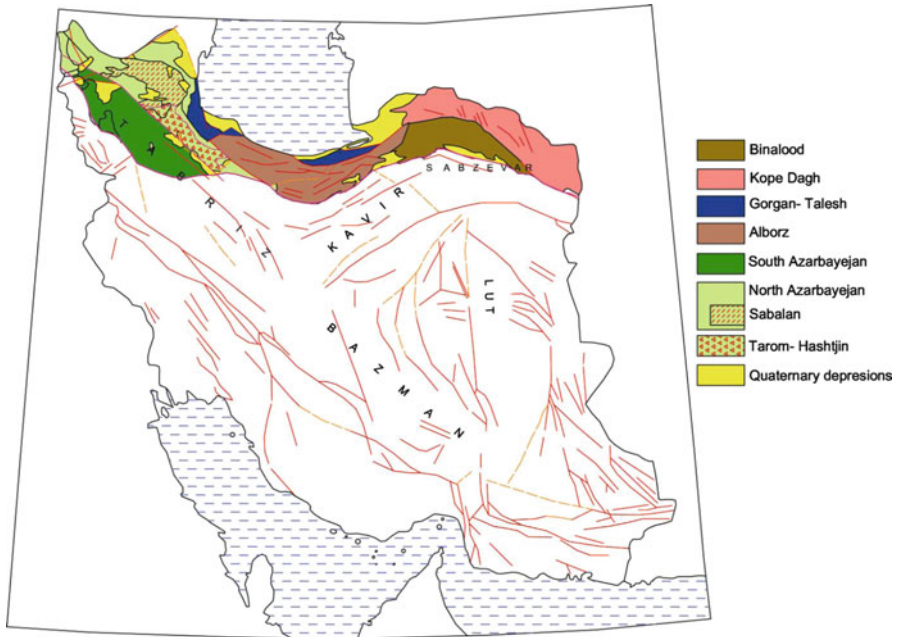 TABRIZ
SABZEVAR
KAVIR
LUT
BAZMAN
Binalood
Kope Dagh
Gorgan- Talesh
Alborz
South Azarbayejan
North Azarbayejan
Sabalan
Tarom- Hashtjin
Quaternary depresions